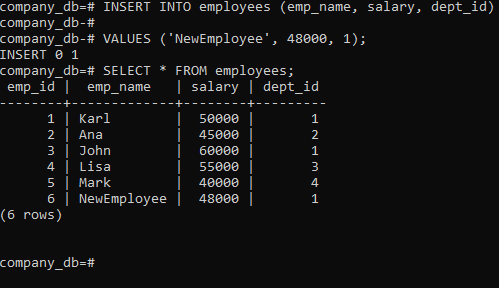 company_db=# INSERT INTO employees (emp_name, salary, dept_id)
company_db-#
company_db-# VALUES ('NewEmployee', 48000, 1);
INSERT 0 1
company_db=# SELECT * FROM employees;
 emp_id |  emp_name   | salary | dept_id
--------+-------------+--------+---------
      1 | Karl        |  50000 |       1
      2 | Ana         |  45000 |       2
      3 | John        |  60000 |       1
      4 | Lisa        |  55000 |       3
      5 | Mark        |  40000 |       4
      6 | NewEmployee |  48000 |       1
(6 rows)
company_db=#